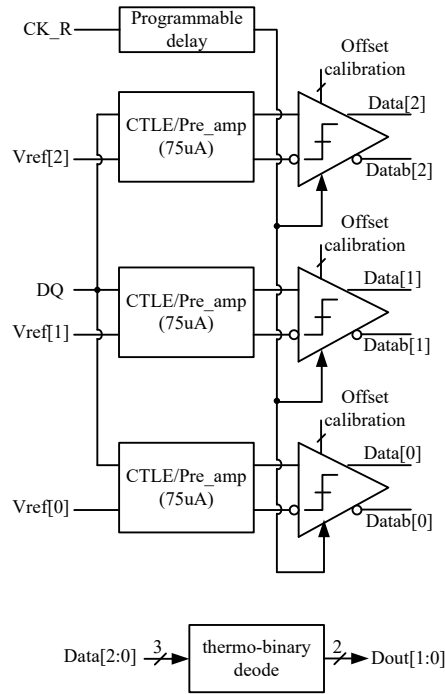 CK_R
Programmable
delay
Offset
calibration
CTLE/Pre_amp
(75uA)
Data[2]
Vref[2]
Datab[2]
Offset
calibration
DQ
CTLE/Pre_amp
(75uA)
Data[1]
Vref[1]
Datab[1]
Offset
calibration
CTLE/Pre_amp
(75uA)
Data[0]
Vref[0]
Datab[0]
Data[2:0]
3
thermo-binary
deode
2
Dout[1:0]